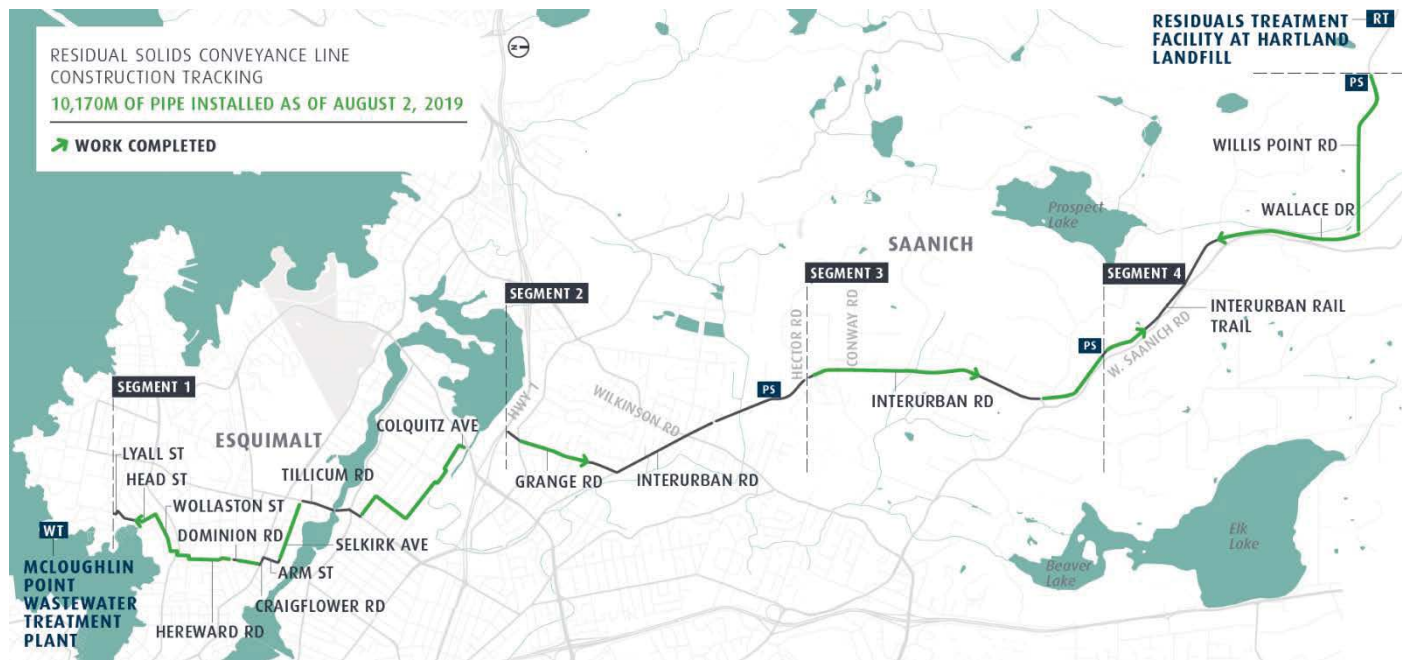 RESIDUAL SOLIDS CONVEYANCE LINE
CONSTRUCTION TRACKING
10,170M OF PIPE INSTALLED AS OF AUGUST 2, 2019
WORK COMPLETED
N
RESIDUALS TREATMENT
FACILITY AT HARTLAND
LANDFILL
RT
PS
WILLIS POINT RD
Prospect
Lake
WALLACE DR
SAANICH
SEGMENT 3
SEGMENT 4
SEGMENT 2
HECTOR RD
CONWAY RD
INTERURBAN RAIL
TRAIL
W. SAANICH RD
PS
HWY 1
SEGMENT 1
PS
WILKINSON RD
INTERURBAN RD
COLQUITZ AVE
ESQUIMALT
LYALL ST
TILLICUM RD
HEAD ST
GRANGE RD
INTERURBAN RD
WOLLASTON ST
WT
DOMINION RD
SELKIRK AVE
Elk
Lake
MCLOUGHLIN
POINT
WASTEWATER
TREATMENT
PLANT
ARM ST
Beaver
Lake
CRAIGFLOWER RD
HEREWARD RD